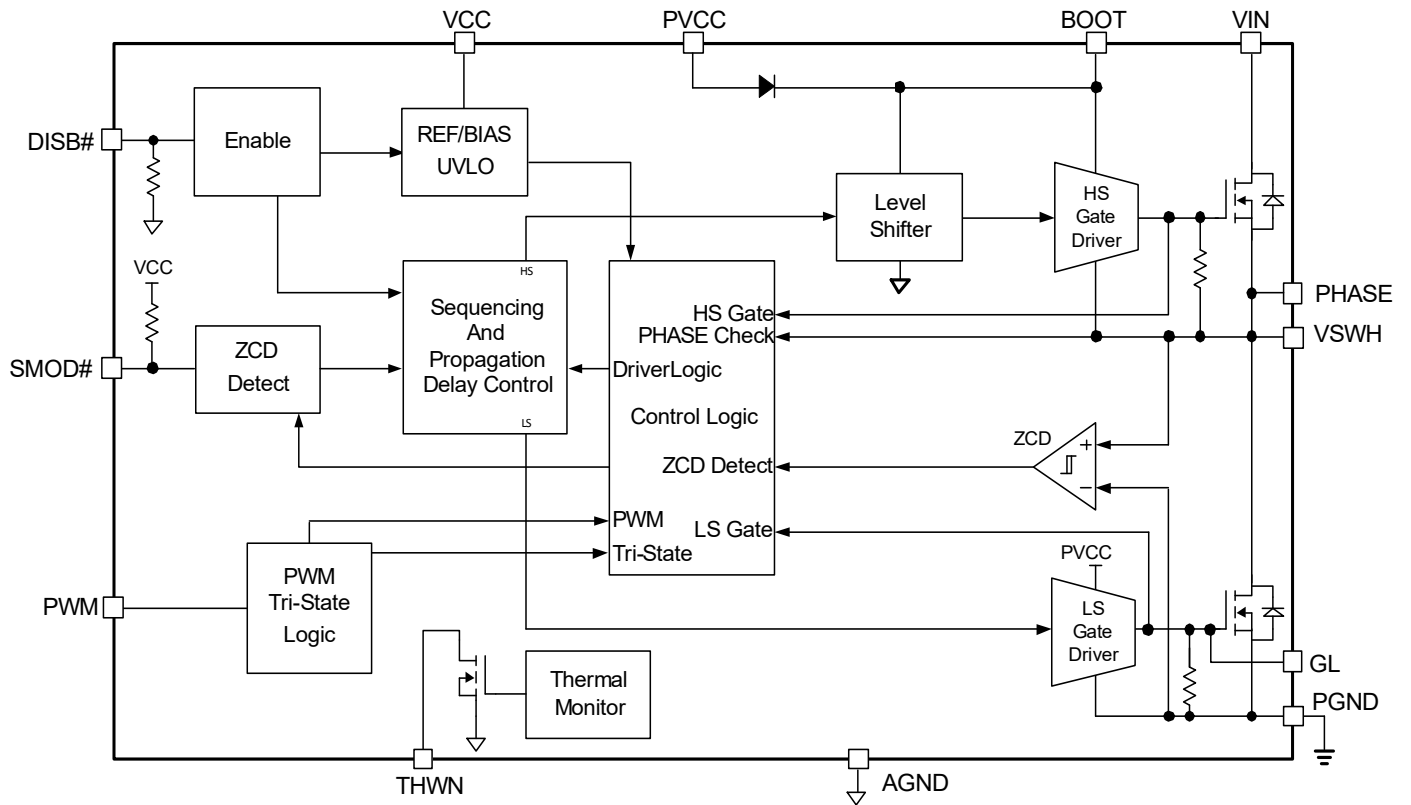 VCC
PVCC
BOOT
VIN
DISB#
Enable
REF/BIAS
UVLO
Level
Shifter
HS
Gate
Driver
VCC
HS
Sequencing
And
Propagation
Delay Control
LS
HS Gate
PHASE Check
DriverLogic
Control Logic
ZCD Detect
PWM
LS Gate
Tri-State
PHASE
VSWH
SMOD#
ZCD
Detect
ZCD
+
−
PWM
PWM
Tri-State
Logic
PVCC
LS
Gate
Driver
GL
PGND
Thermal
Monitor
THWN
AGND